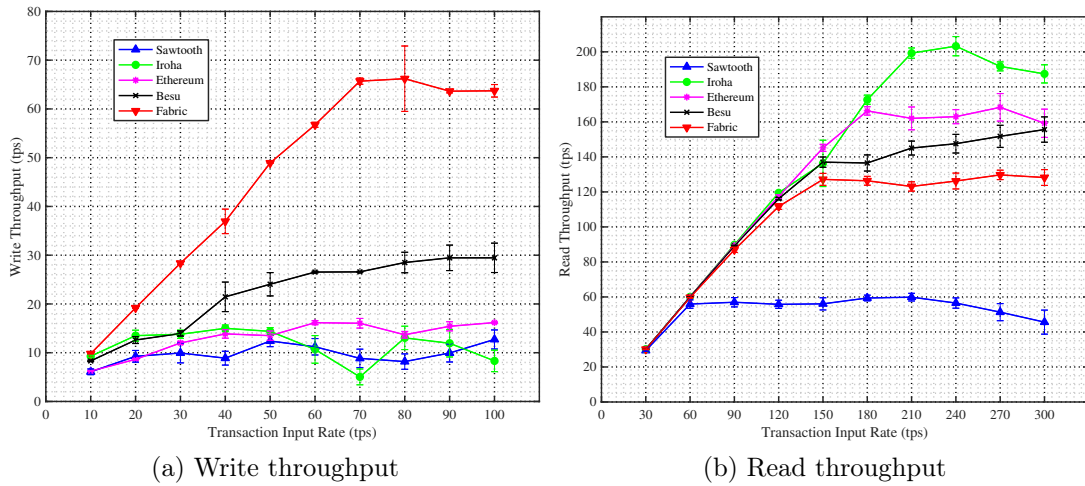 80
70
60
50
40
30
20
10
0
Write Throughput (tps)
Sawtooth
Iroha
Ethereum
Besu
Fabric
0 10 20 30 40 50 60 70 80 90 100
Transaction Input Rate (tps)
(a) Write throughput
200
180
160
140
120
100
80
60
40
20
0
Read Throughput (tps)
Sawtooth
Iroha
Ethereum
Besu
Fabric
0 30 60 90 120 150 180 210 240 270 300
Transaction Input Rate (tps)
(b) Read throughput